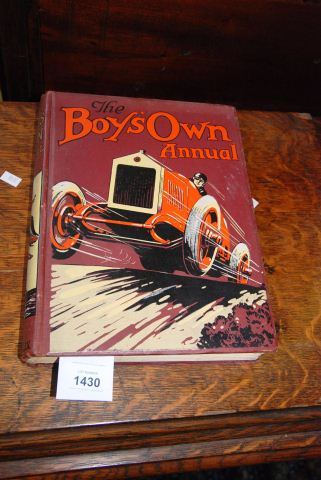 The
Boy's Own
Annual
1430